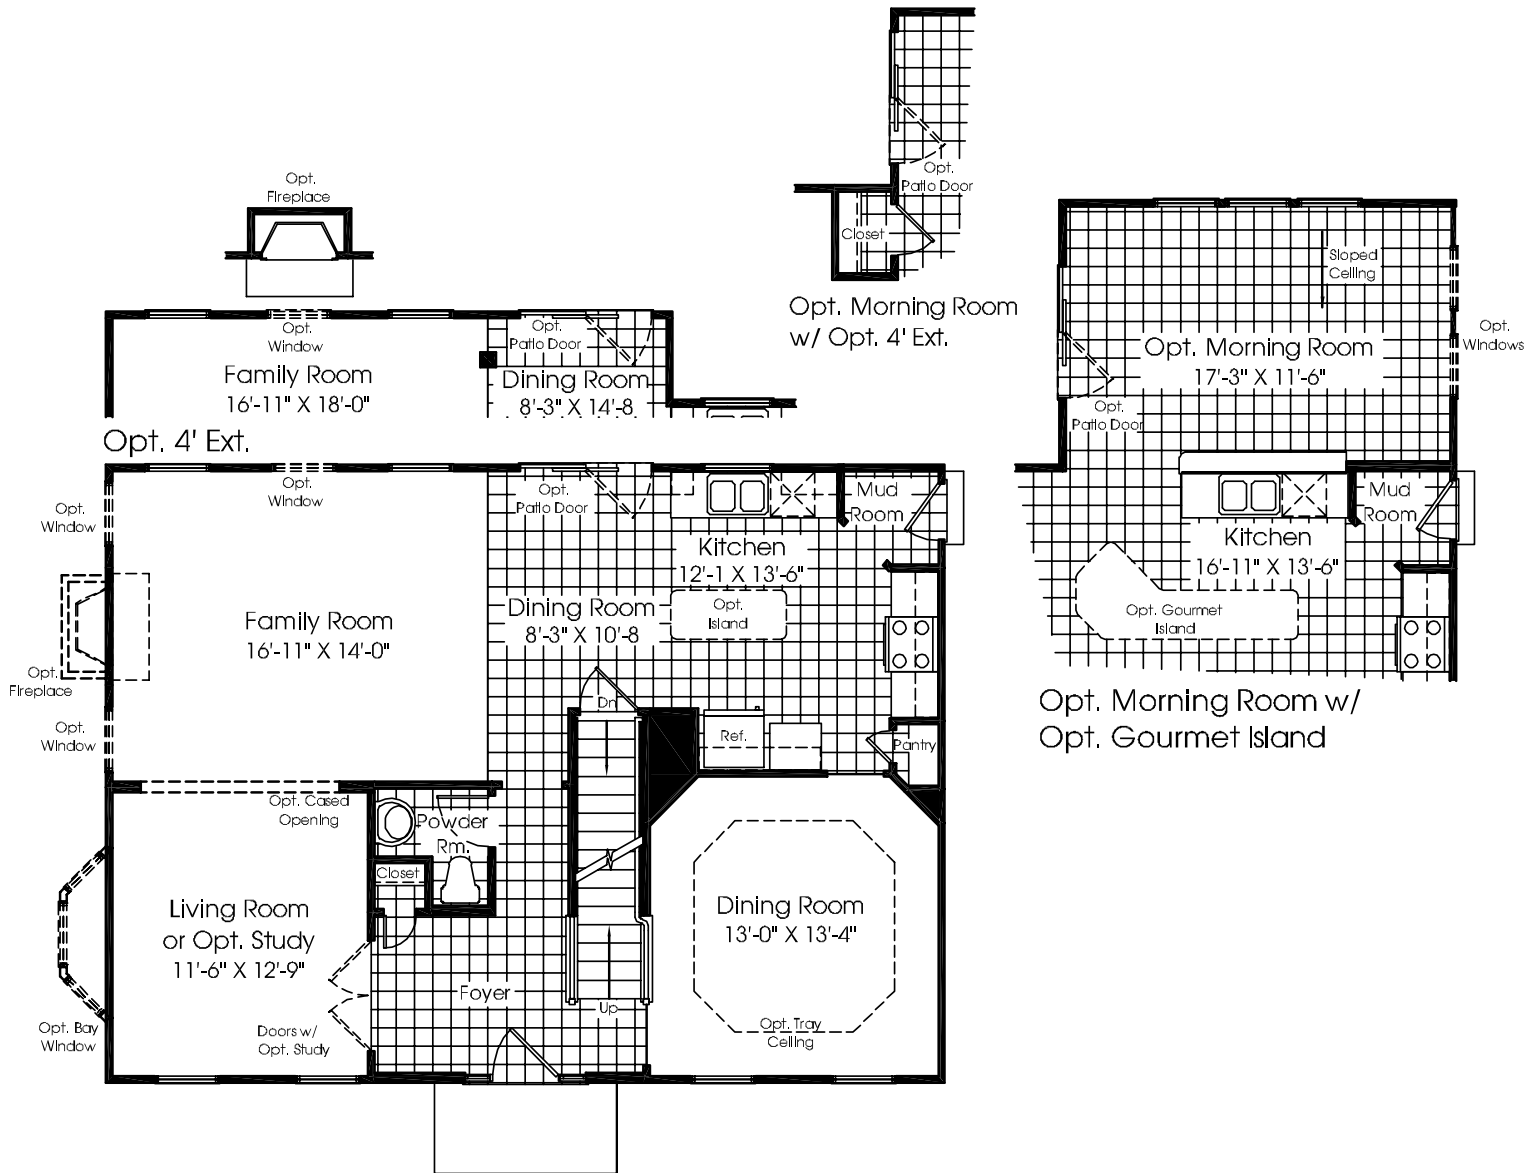 Opt.
Fireplace
Opt.
Window
Family Room
16'-11" X 18'-0"
Opt.
Patio Door
Dining Room
8'-3" X 14'-8
Opt. 4' Ext.
Opt.
Patio Door
Closet
Opt. Morning Room
w/ Opt. 4' Ext.
Sloped
Ceiling
Opt.
Windows
Opt. Morning Room
17'-3" X 11'-6"
Opt.
Patio Door
Mud
Room
Kitchen
16'-11" X 13'-6"
Opt. Gourmet
Island
Opt. Morning Room w/
Opt. Gourmet Island
Opt.
Window
Opt.
Window
Opt.
Patio Door
Mud
Room
Kitchen
12'-1 X 13'-6"
Opt.
Island
Dining Room
8'-3" X 10'-8
Family Room
16'-11" X 14'-0"
Opt.
Fireplace
Opt.
Window
Dn
Ref.
Pantry
Opt. Cased
Opening
Powder
Rm.
Closet
Living Room
or Opt. Study
11'-6" X 12'-9"
Dining Room
13'-0" X 13'-4"
Foyer
Up
Opt. Bay
Window
Doors w/
Opt. Study
Opt. Tray
Ceiling